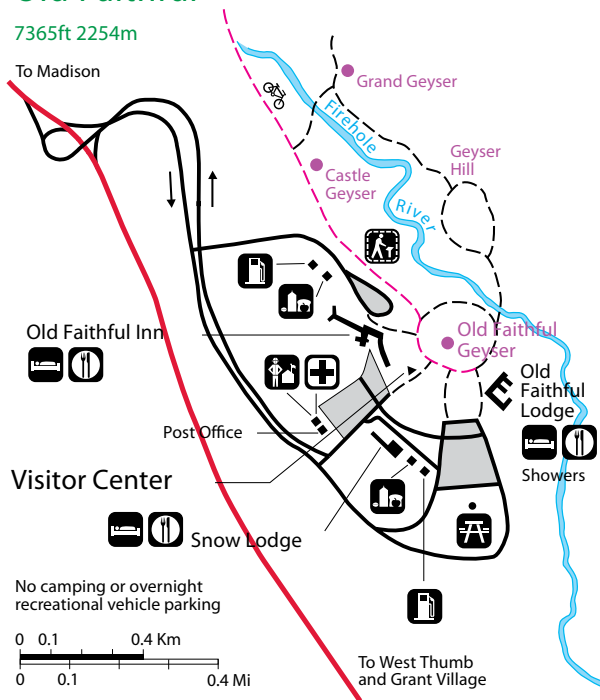 Old Faithful
7365ft 2254m
To Madison
Grand Geyser
Firehole
Geyser
Hill
Castle
Geyser
River
Old Faithful Inn
Old Faithful
Geyser
Old
Faithful
Lodge
Post Office
Showers
Visitor Center
Snow Lodge
No camping or overnight
recreational vehicle parking
0 0.1 0.4 Km
0 0.1 0.4 Mi
To West Thumb
and Grant Village